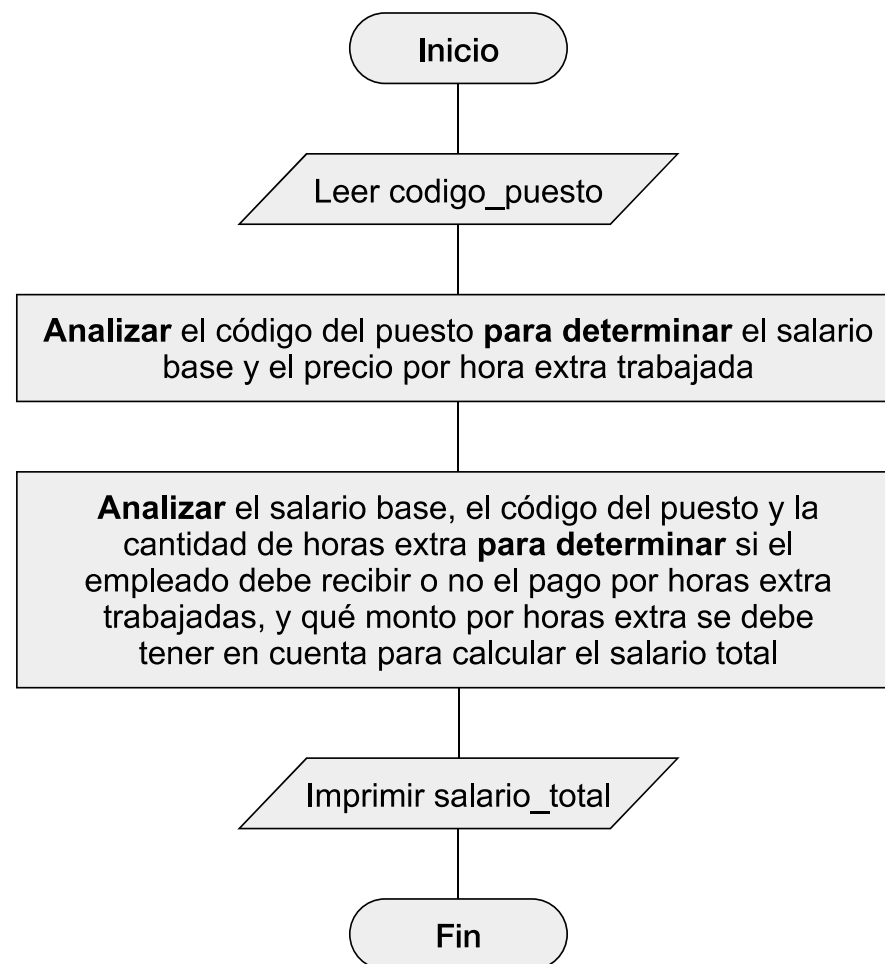 Inicio
Leer codigo_puesto
Analizar el código del puesto para determinar el salario
base y el precio por hora extra trabajada
Analizar el salario base, el código del puesto y la
cantidad de horas extra para determinar si el
empleado debe recibir o no el pago por horas extra
trabajadas, y qué monto por horas extra se debe
tener en cuenta para calcular el salario total
Imprimir salario_total
Fin